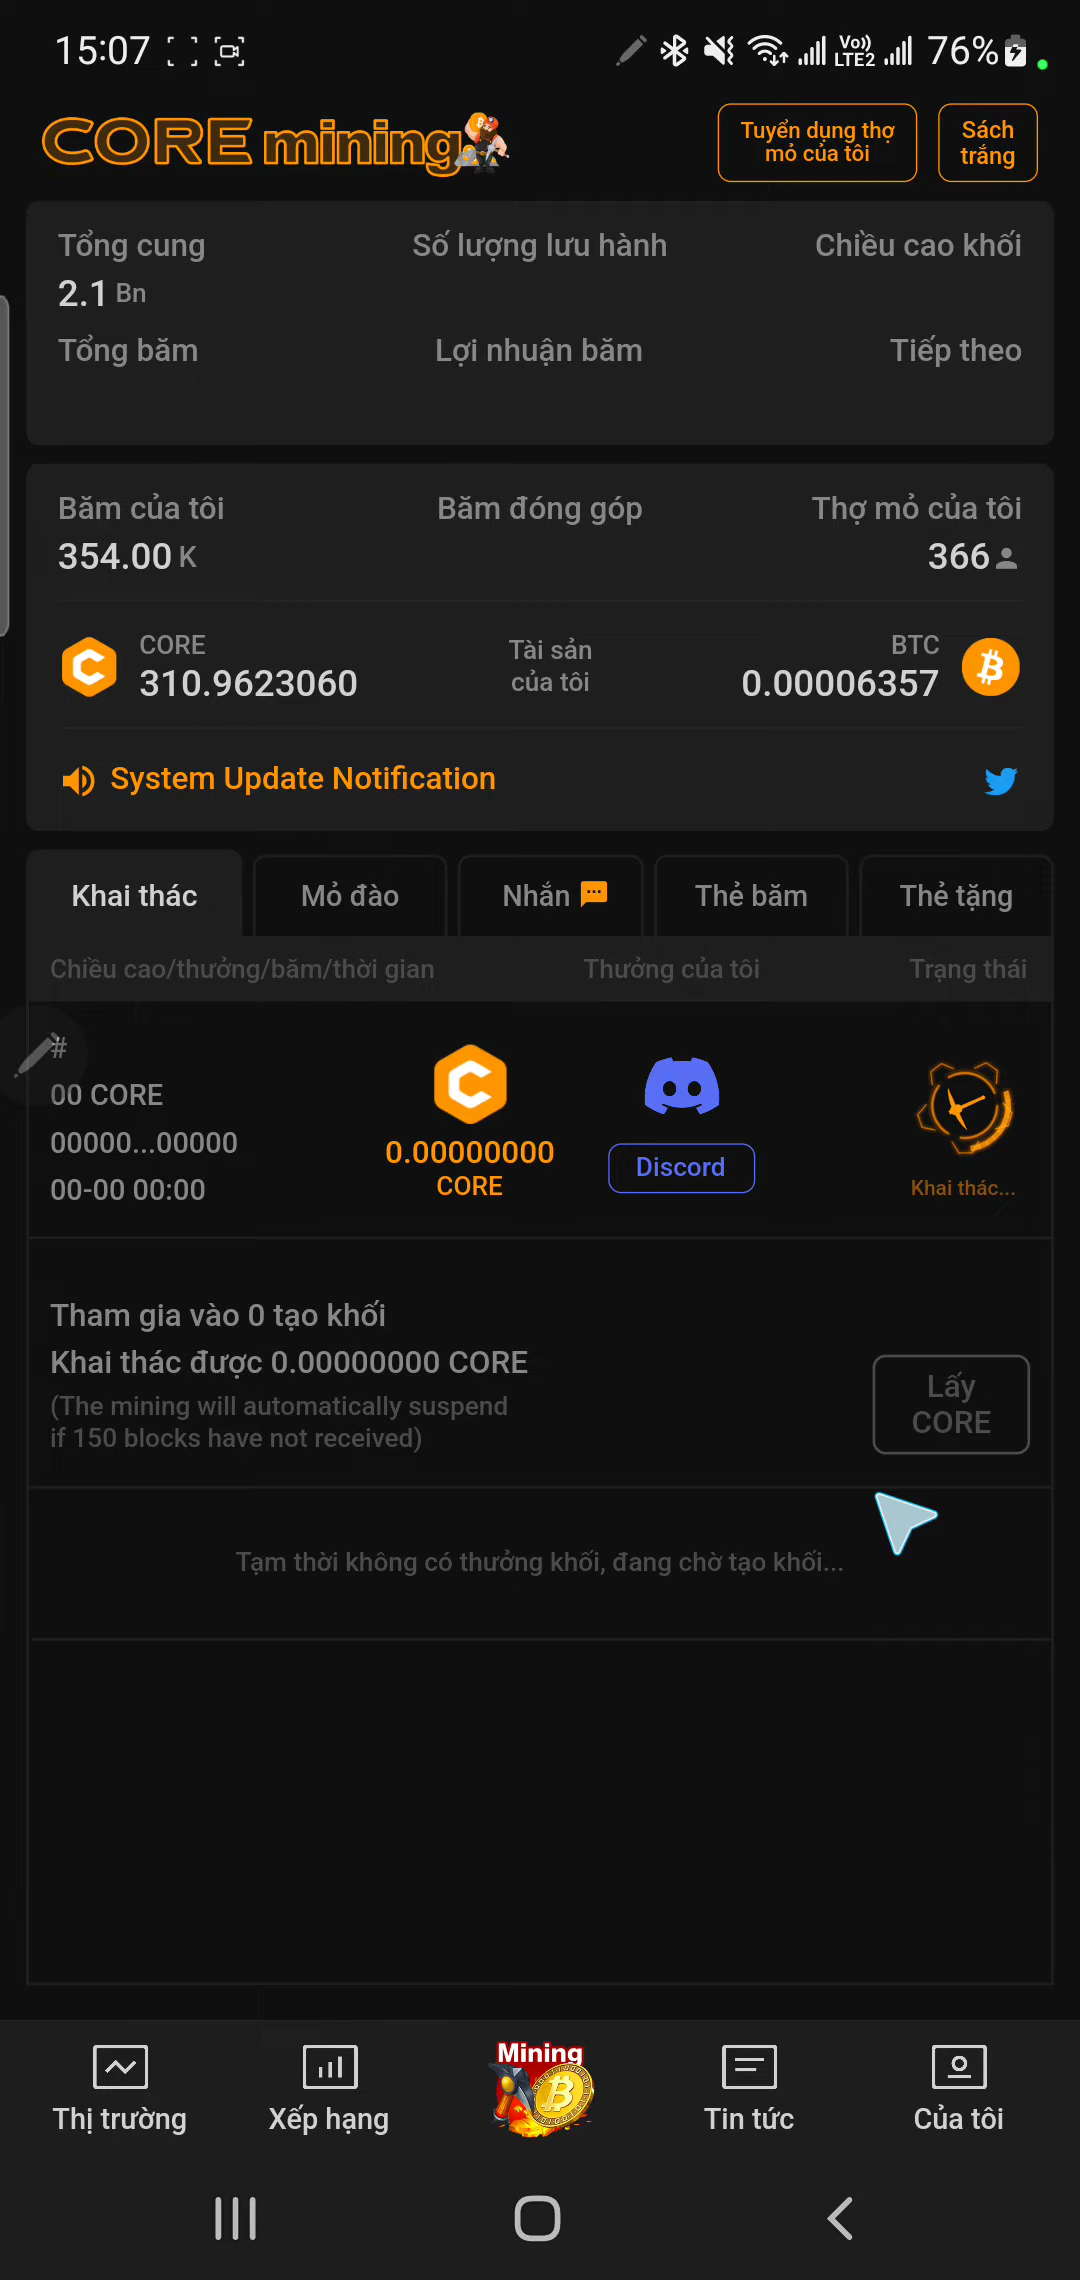 15:07
Vo)) LTE2 76%
CORE mining
Tuyển dụng thợ
mỏ của tôi
Sách
trắng
Tổng cung Số lượng lưu hành Chiều cao khối
2.1 Bn
Tổng băm Lợi nhuận băm Tiếp theo
Băm của tôi Băm đóng góp Thợ mỏ của tôi
354.00 K 366
CORE
310.9623060
Tài sản
của tôi
BTC
0.00006357
System Update Notification
Khai thác Mỏ đào Nhắn Thẻ băm Thẻ tặng
Chiều cao/thưởng/băm/thời gian Thưởng của tôi Trạng thái
#
00 CORE
00000...00000
00-00 00:00
0.00000000
CORE
Discord
Khai thác...
Tham gia vào 0 tạo khối
Khai thác được 0.00000000 CORE
(The mining will automatically suspend
if 150 blocks have not received)
Lấy
CORE
Tạm thời không có thưởng khối, đang chờ tạo khối...
Mining
Thị trường Xếp hạng Tin tức Của tôi